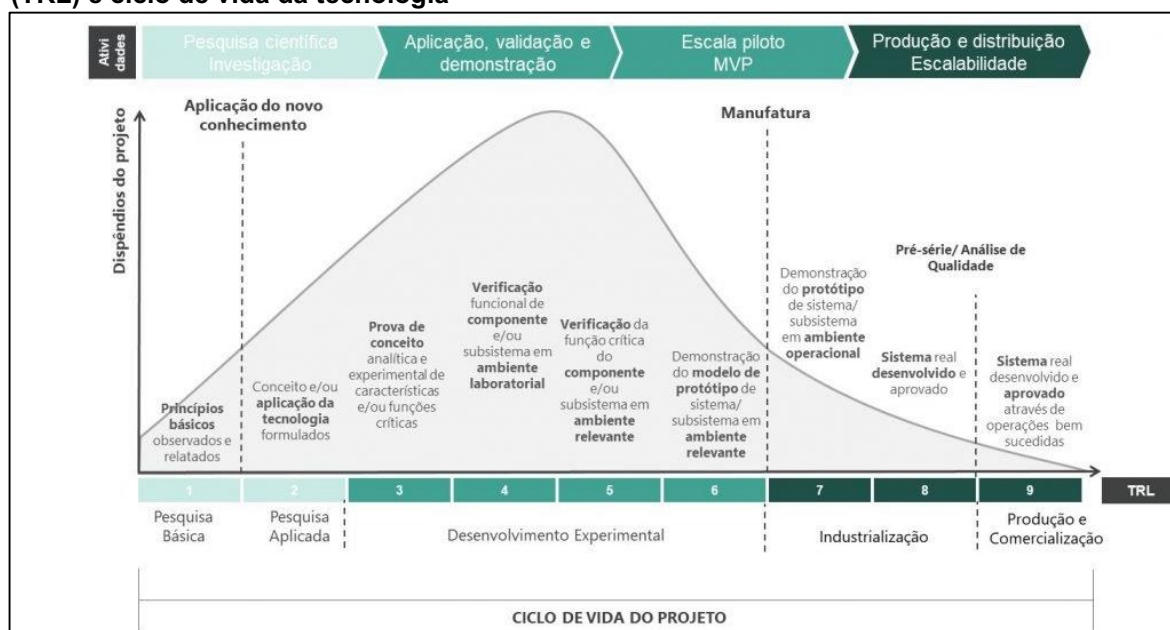 (TRL) e ciclo de vida da tecnologia
Ativi
dades
Pesquisa científica
Investigação
Aplicação, validação e
demonstração
Escala piloto
MVP
Produção e distribuição
Escalabilidade
Dispêndios do projeto
Aplicação do novo
conhecimento
Manufatura
Pré-série/ Análise de
Qualidade
Princípios
básicos
observados e
relatados
Conceito e/ou
aplicação da
tecnologia
formulados
Prova de
conceito
analítica e
experimental de
características
e/ou funções
críticas
Verificação
funcional de
componente
e/ou
subsistema em
ambiente
laboratorial
Verificação da
função crítica
do
componente
e/ou
subsistema em
ambiente
relevante
Demonstração
do modelo de
protótipo de
sistema/
subsistema em
ambiente
relevante
Demonstração
do protótipo
de sistema/
subsistema
em ambiente
operacional
Sistema real
desenvolvido e
aprovado
Sistema real
desenvolvido e
aprovado
através de
operações bem
sucedidas
1 2 3 4 5 6 7 8 9 TRL
Pesquisa
Básica
Pesquisa
Aplicada
Desenvolvimento Experimental
Industrialização
Produção e
Comercialização
CICLO DE VIDA DO PROJETO